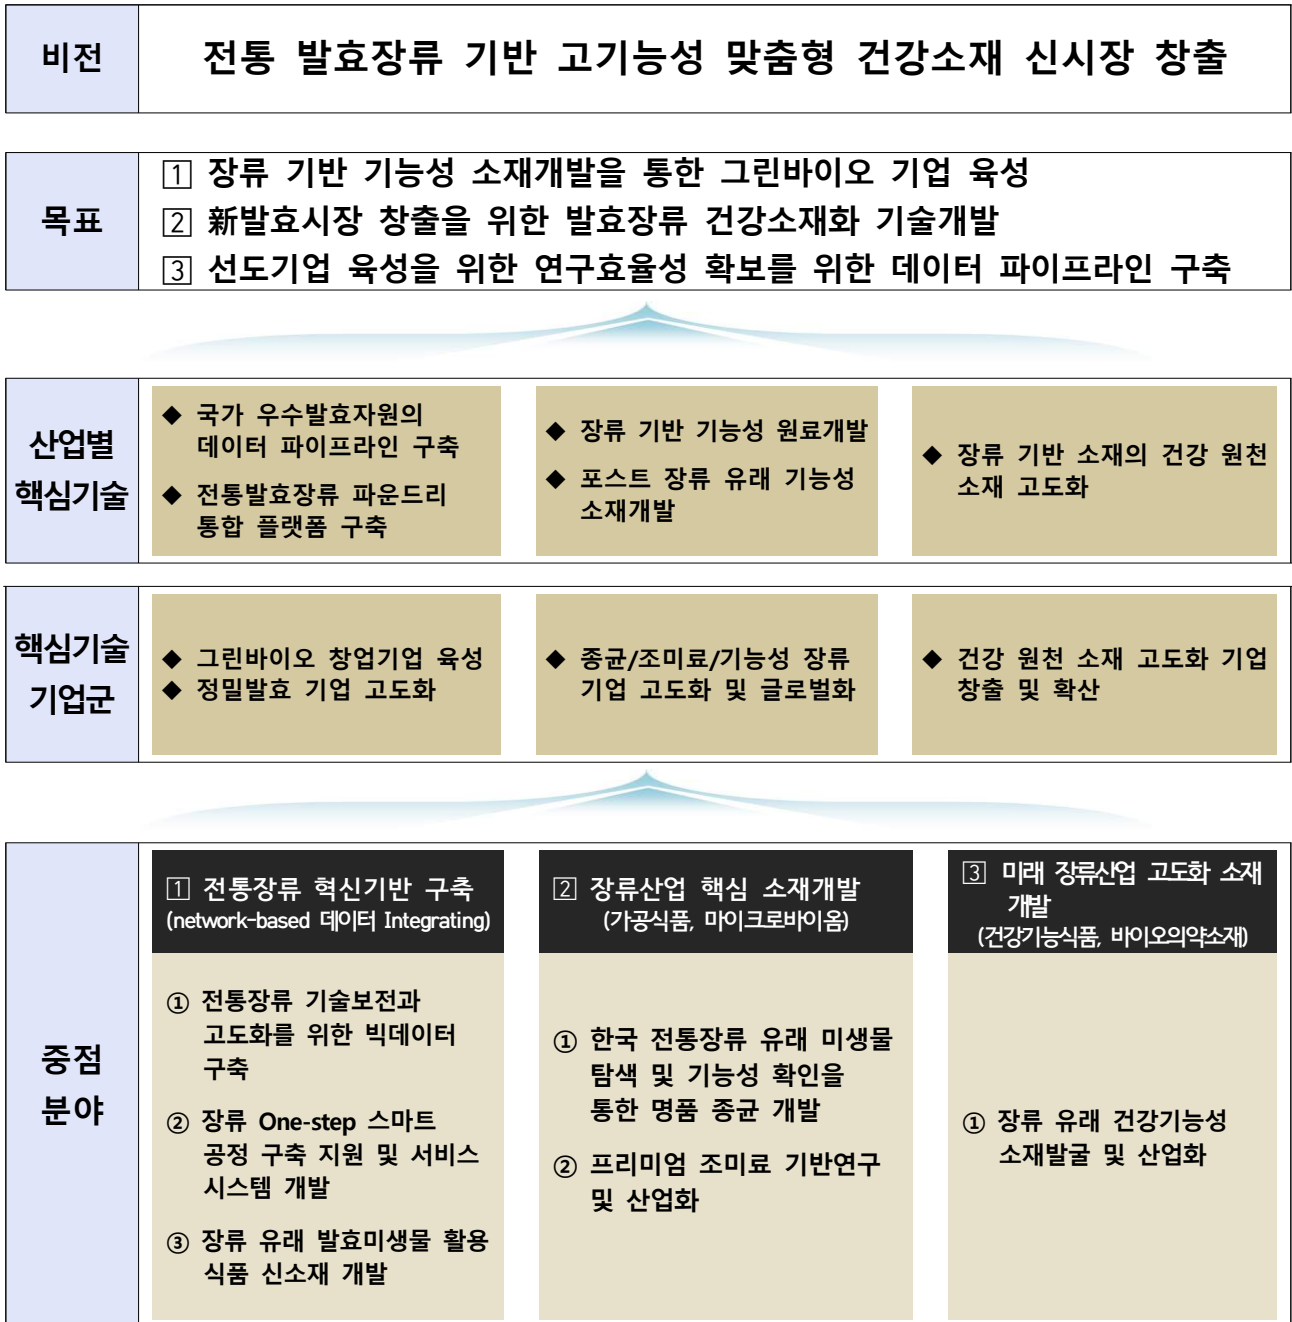 비전
전통 발효장류 기반 고기능성 맞춤형 건강소재 신시장 창출
목표
1 장류 기반 기능성 소재개발을 통한 그린바이오 기업 육성
2 新발효시장 창출을 위한 발효장류 건강소재화 기술개발
3 선도기업 육성을 위한 연구효율성 확보를 위한 데이터 파이프라인 구축
산업별
핵심기술
◆ 국가 우수발효자원의
데이터 파이프라인 구축
◆ 전통발효장류 파운드리
통합 플랫폼 구축
◆ 장류 기반 기능성 원료개발
◆ 포스트 장류 유래 기능성
소재개발
◆ 장류 기반 소재의 건강 원천
소재 고도화
핵심기술
기업군
◆ 그린바이오 창업기업 육성
◆ 정밀발효 기업 고도화
◆ 종균/조미료/기능성 장류
기업 고도화 및 글로벌화
◆ 건강 원천 소재 고도화 기업
창출 및 확산
중점
분야
1 전통장류 혁신기반 구축
(network-based 데이터 Integrating)
① 전통장류 기술보전과
고도화를 위한 빅데이터
구축
② 장류 One-step 스마트
공정 구축 지원 및 서비스
시스템 개발
③ 장류 유래 발효미생물 활용
식품 신소재 개발
2 장류산업 핵심 소재개발
(가공식품, 마이크로바이옴)
① 한국 전통장류 유래 미생물
탐색 및 기능성 확인을
통한 명품 종균 개발
② 프리미엄 조미료 기반연구
및 산업화
3 미래 장류산업 고도화 소재
개발
(건강기능식품, 바이오의약소재)
① 장류 유래 건강기능성
소재발굴 및 산업화